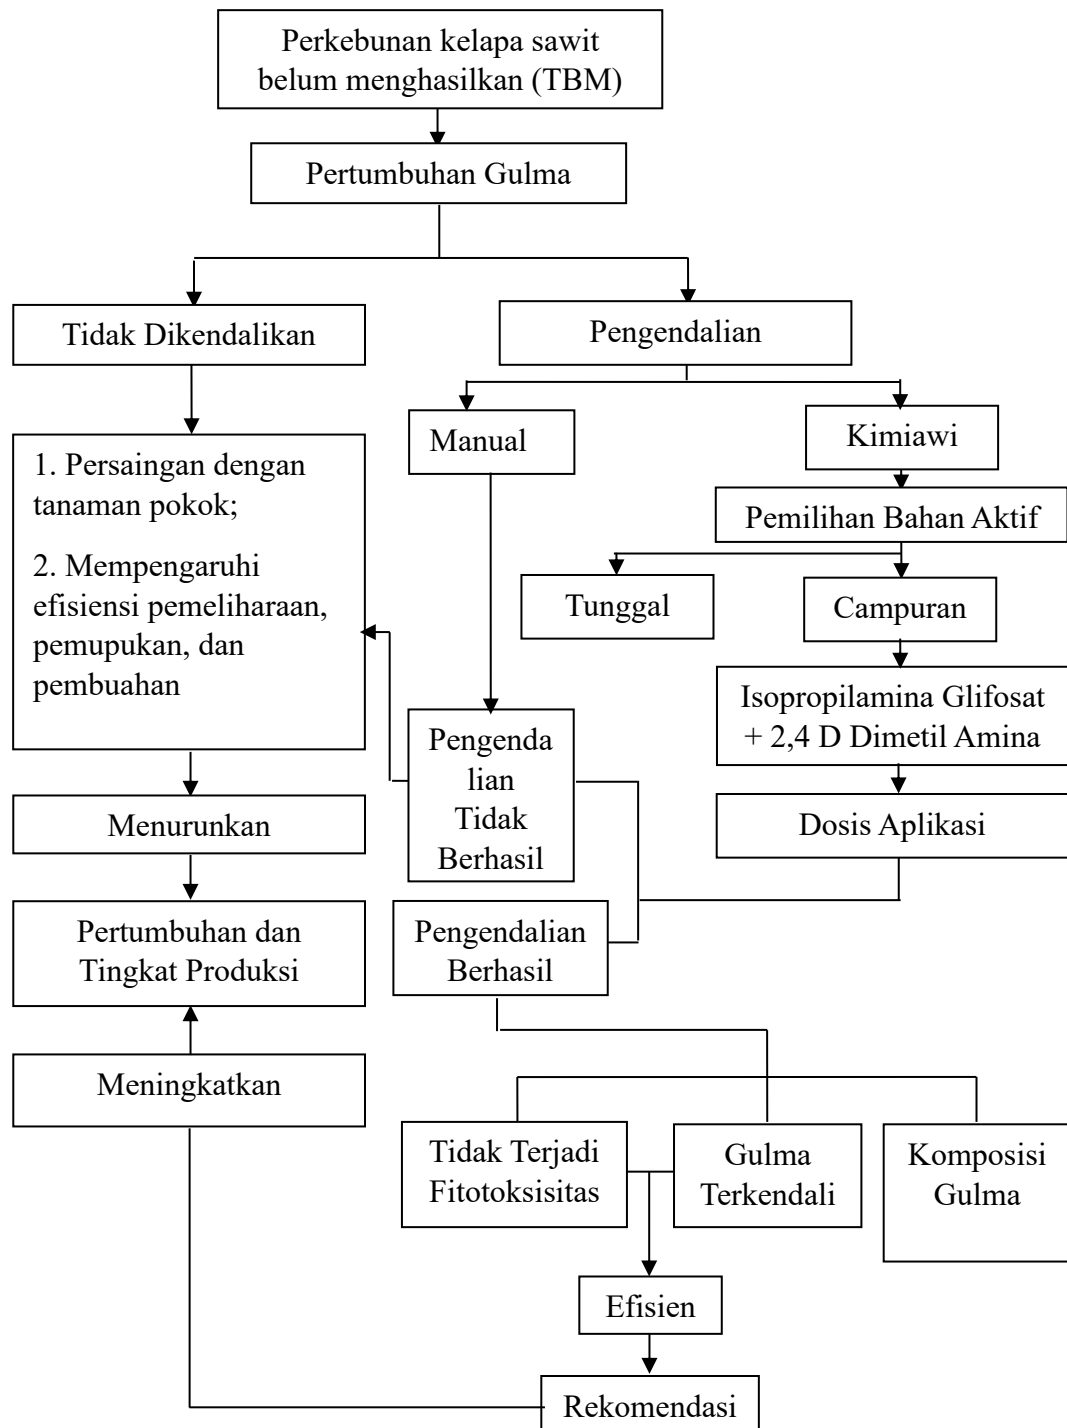 Perkebunan kelapa sawit
belum menghasilkan (TBM)
Pertumbuhan Gulma
Tidak Dikendalikan
Pengendalian
Manual
Kimiawi
1. Persaingan dengan
tanaman pokok;
2. Mempengaruhi
efisiensi pemeliharaan,
pemupukan, dan
pembuahan
Pemilihan Bahan Aktif
Tunggal
Campuran
Isopropilamina Glifosat
+ 2,4 D Dimetil Amina
Pengenda
lian
Tidak
Berhasil
Menurunkan
Dosis Aplikasi
Pertumbuhan dan
Tingkat Produksi
Pengendalian
Berhasil
Meningkatkan
Tidak Terjadi
Fitotoksisitas
Gulma
Terkendali
Komposisi
Gulma
Efisien
Rekomendasi